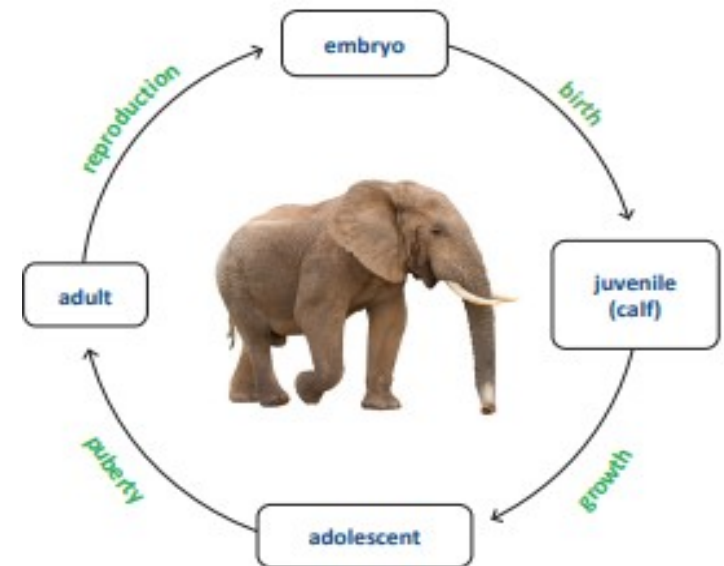 embryo
birth
juvenile
(calf)
growth
adolescent
puberty
adult
reproduction